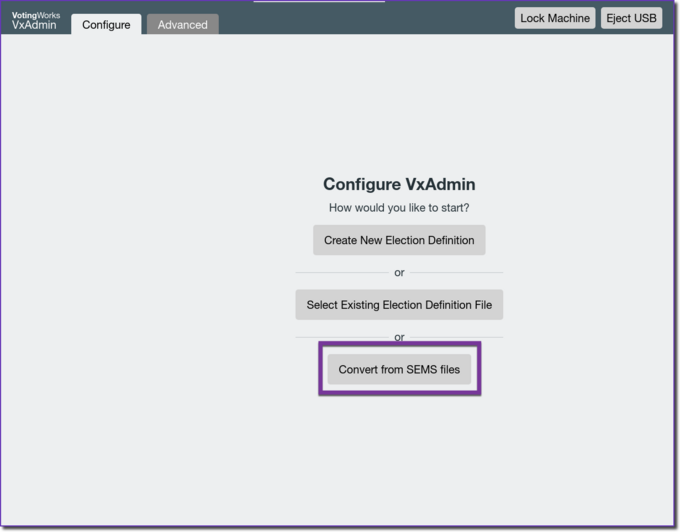 VotingWorks
VxAdmin
Configure
Advanced
Lock Machine
Eject USB
Configure VxAdmin
How would you like to start?
Create New Election Definition
or
Select Existing Election Definition File
or
Convert from SEMS files